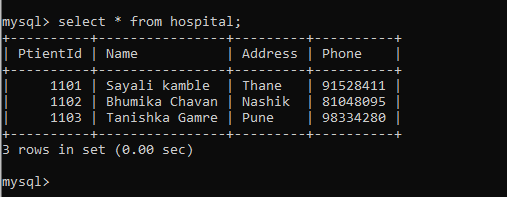 mysql> select * from hospital;
+----------+----------------+---------+----------+
| PtientId | Name           | Address | Phone    |
+----------+----------------+---------+----------+
|     1101 | Sayali kamble  | Thane   | 91528411 |
|     1102 | Bhumika Chavan | Nashik  | 81048095 |
|     1103 | Tanishka Gamre | Pune    | 98334280 |
+----------+----------------+---------+----------+
3 rows in set (0.00 sec)
mysql>